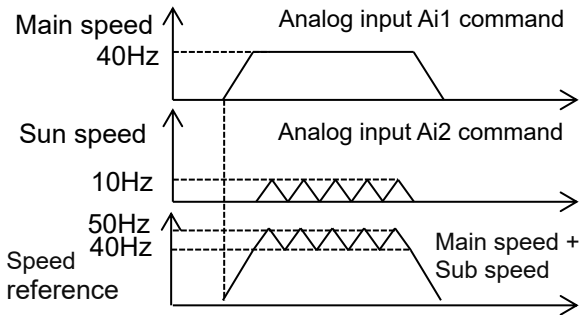 Main speed
Analog input Ai1 command
40Hz
Sun speed
Analog input Ai2 command
10Hz
50Hz
40Hz
Speed
reference
Main speed +
Sub speed